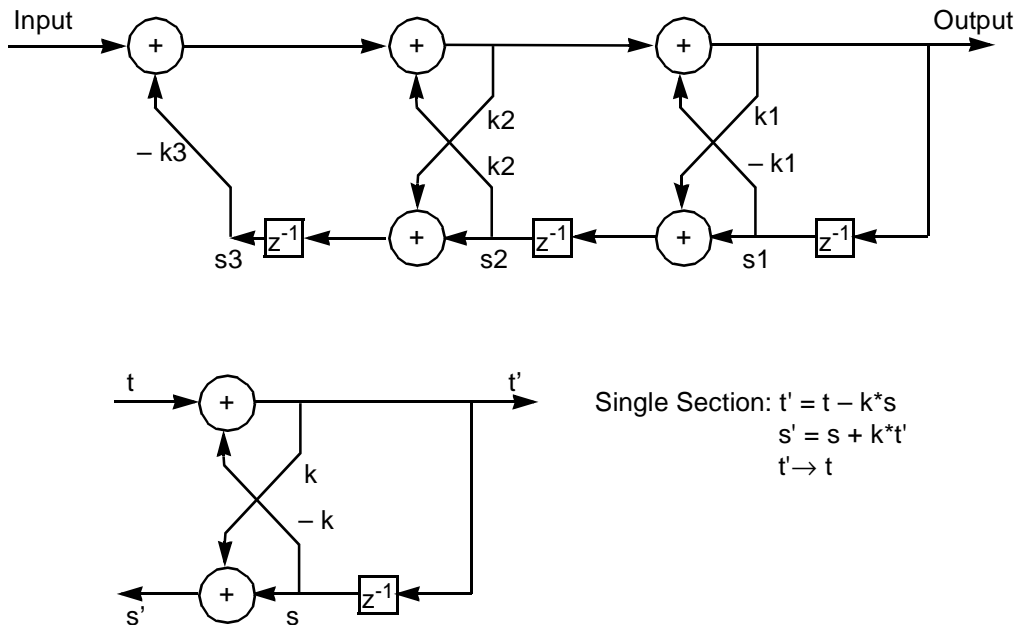 Input
Output
+
+
+
k2
k1
– k3
k2
– k1
z-1
+
z-1
+
z-1
s3
s2
s1
t
t’
+
Single Section: t' = t – k*s
s' = s + k*t'
t'→ t
k
– k
+
z-1
s’
s